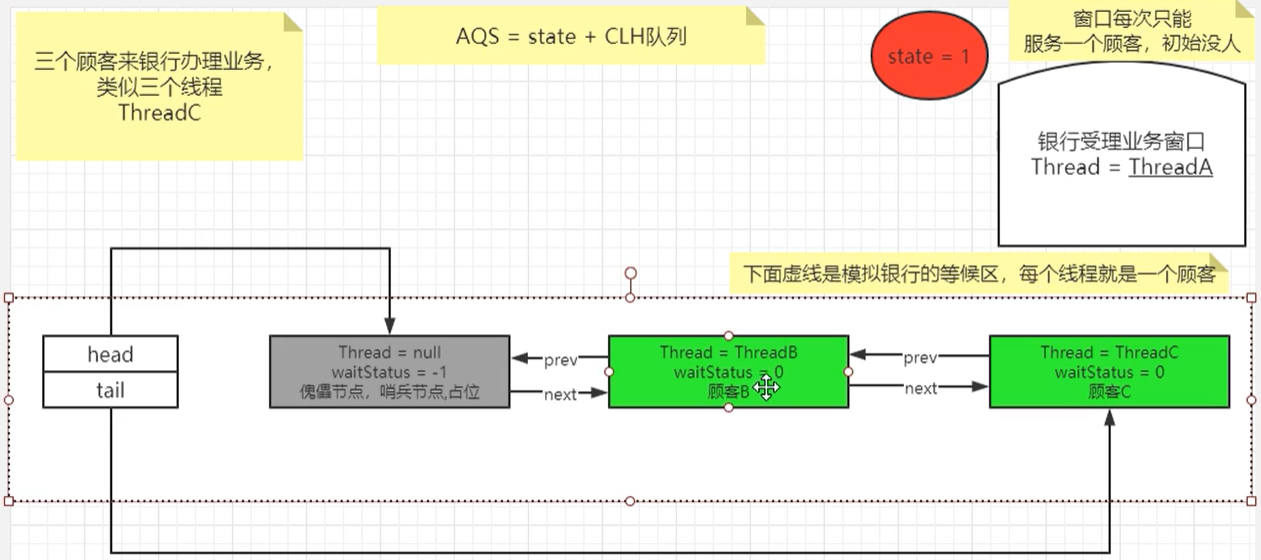 三个顾客来银行办理业务，
类似三个线程
ThreadC
AQS = state + CLH队列
state = 1
窗口每次只能
服务一个顾客，初始没人
银行受理业务窗口
Thread = ThreadA
下面虚线是模拟银行的等候区，每个线程就是一个顾客
head
tail
Thread = null
waitStatus = -1
傀儡节点，哨兵节点,占位
prev
next
Thread = ThreadB
waitStatus = 0
顾客B
prev
next
Thread = ThreadC
waitStatus = 0
顾客C